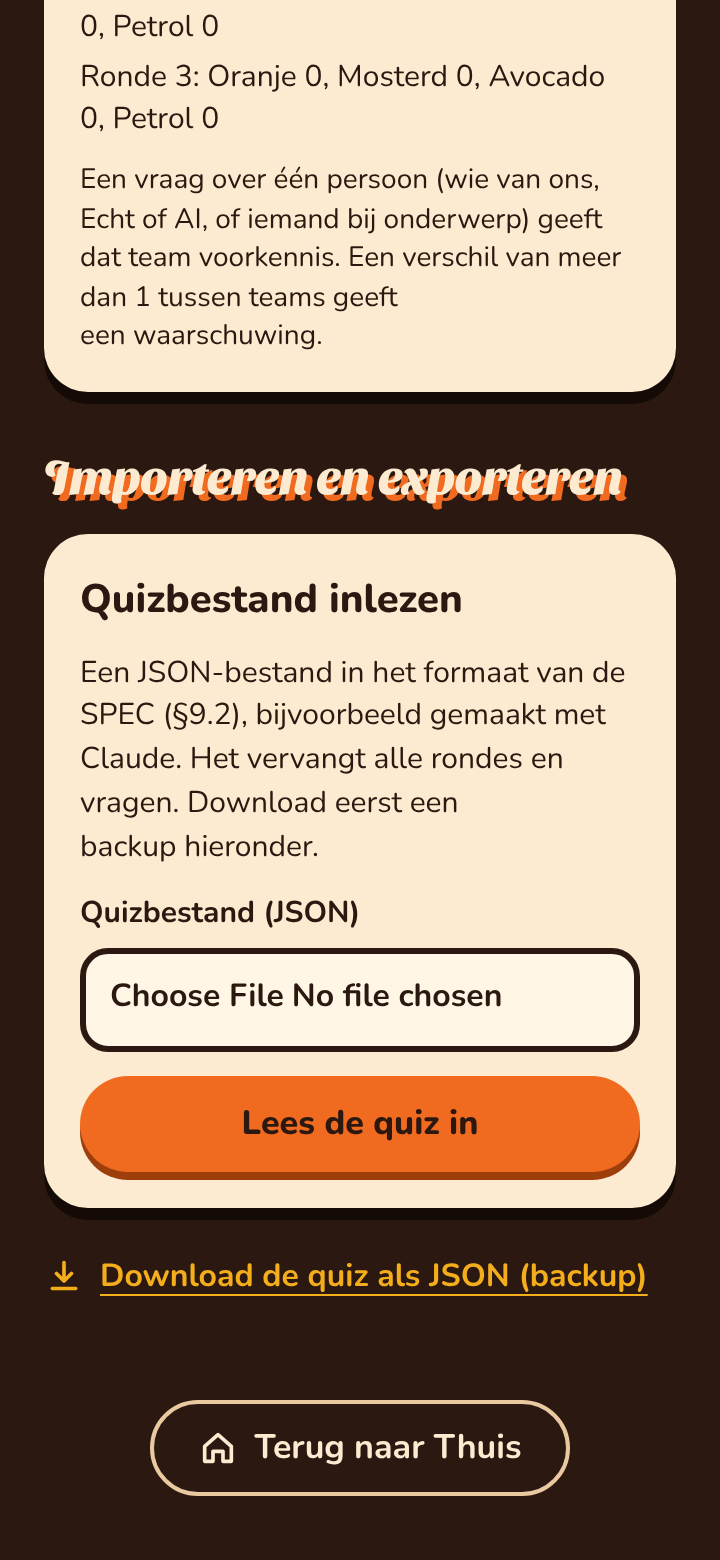 0, Petrol 0
Ronde 3: Oranje 0, Mosterd 0, Avocado
0, Petrol 0
Een vraag over één persoon (wie van ons,
Echt of AI, of iemand bij onderwerp) geeft
dat team voorkennis. Een verschil van meer
dan 1 tussen teams geeft
een waarschuwing.
Importeren en exporteren
Quizbestand inlezen
Een JSON-bestand in het formaat van de
SPEC (§9.2), bijvoorbeeld gemaakt met
Claude. Het vervangt alle rondes en
vragen. Download eerst een
backup hieronder.
Quizbestand (JSON)
Choose File No file chosen
Lees de quiz in
Download de quiz als JSON (backup)
Terug naar Thuis